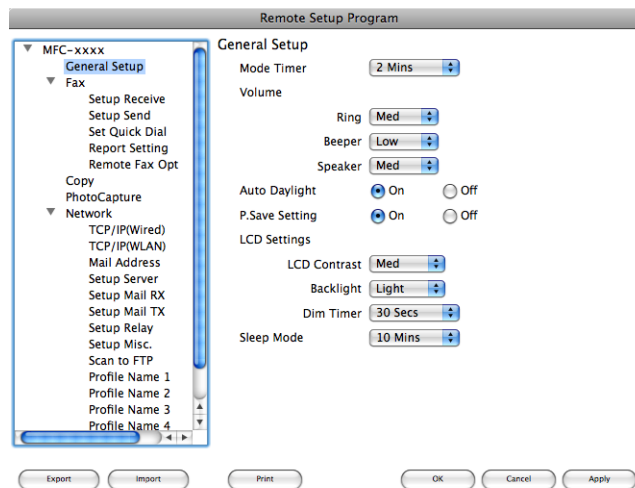 Remote Setup Program
MFC-xxxx
General Setup
Fax
Setup Receive
Setup Send
Set Quick Dial
Report Setting
Remote Fax Opt
Copy
PhotoCapture
Network
TCP/IP(Wired)
TCP/IP(WLAN)
Mail Address
Setup Server
Setup Mail RX
Setup Mail TX
Setup Relay
Setup Misc.
Scan to FTP
Profile Name 1
Profile Name 2
Profile Name 3
Profile Name 4
General Setup
Mode Timer 2 Mins
Volume
Ring Med
Beeper Low
Speaker Med
Auto Daylight On Off
P.Save Setting On Off
LCD Settings
LCD Contrast Med
Backlight Light
Dim Timer 30 Secs
Sleep Mode 10 Mins
Export Import Print OK Cancel Apply